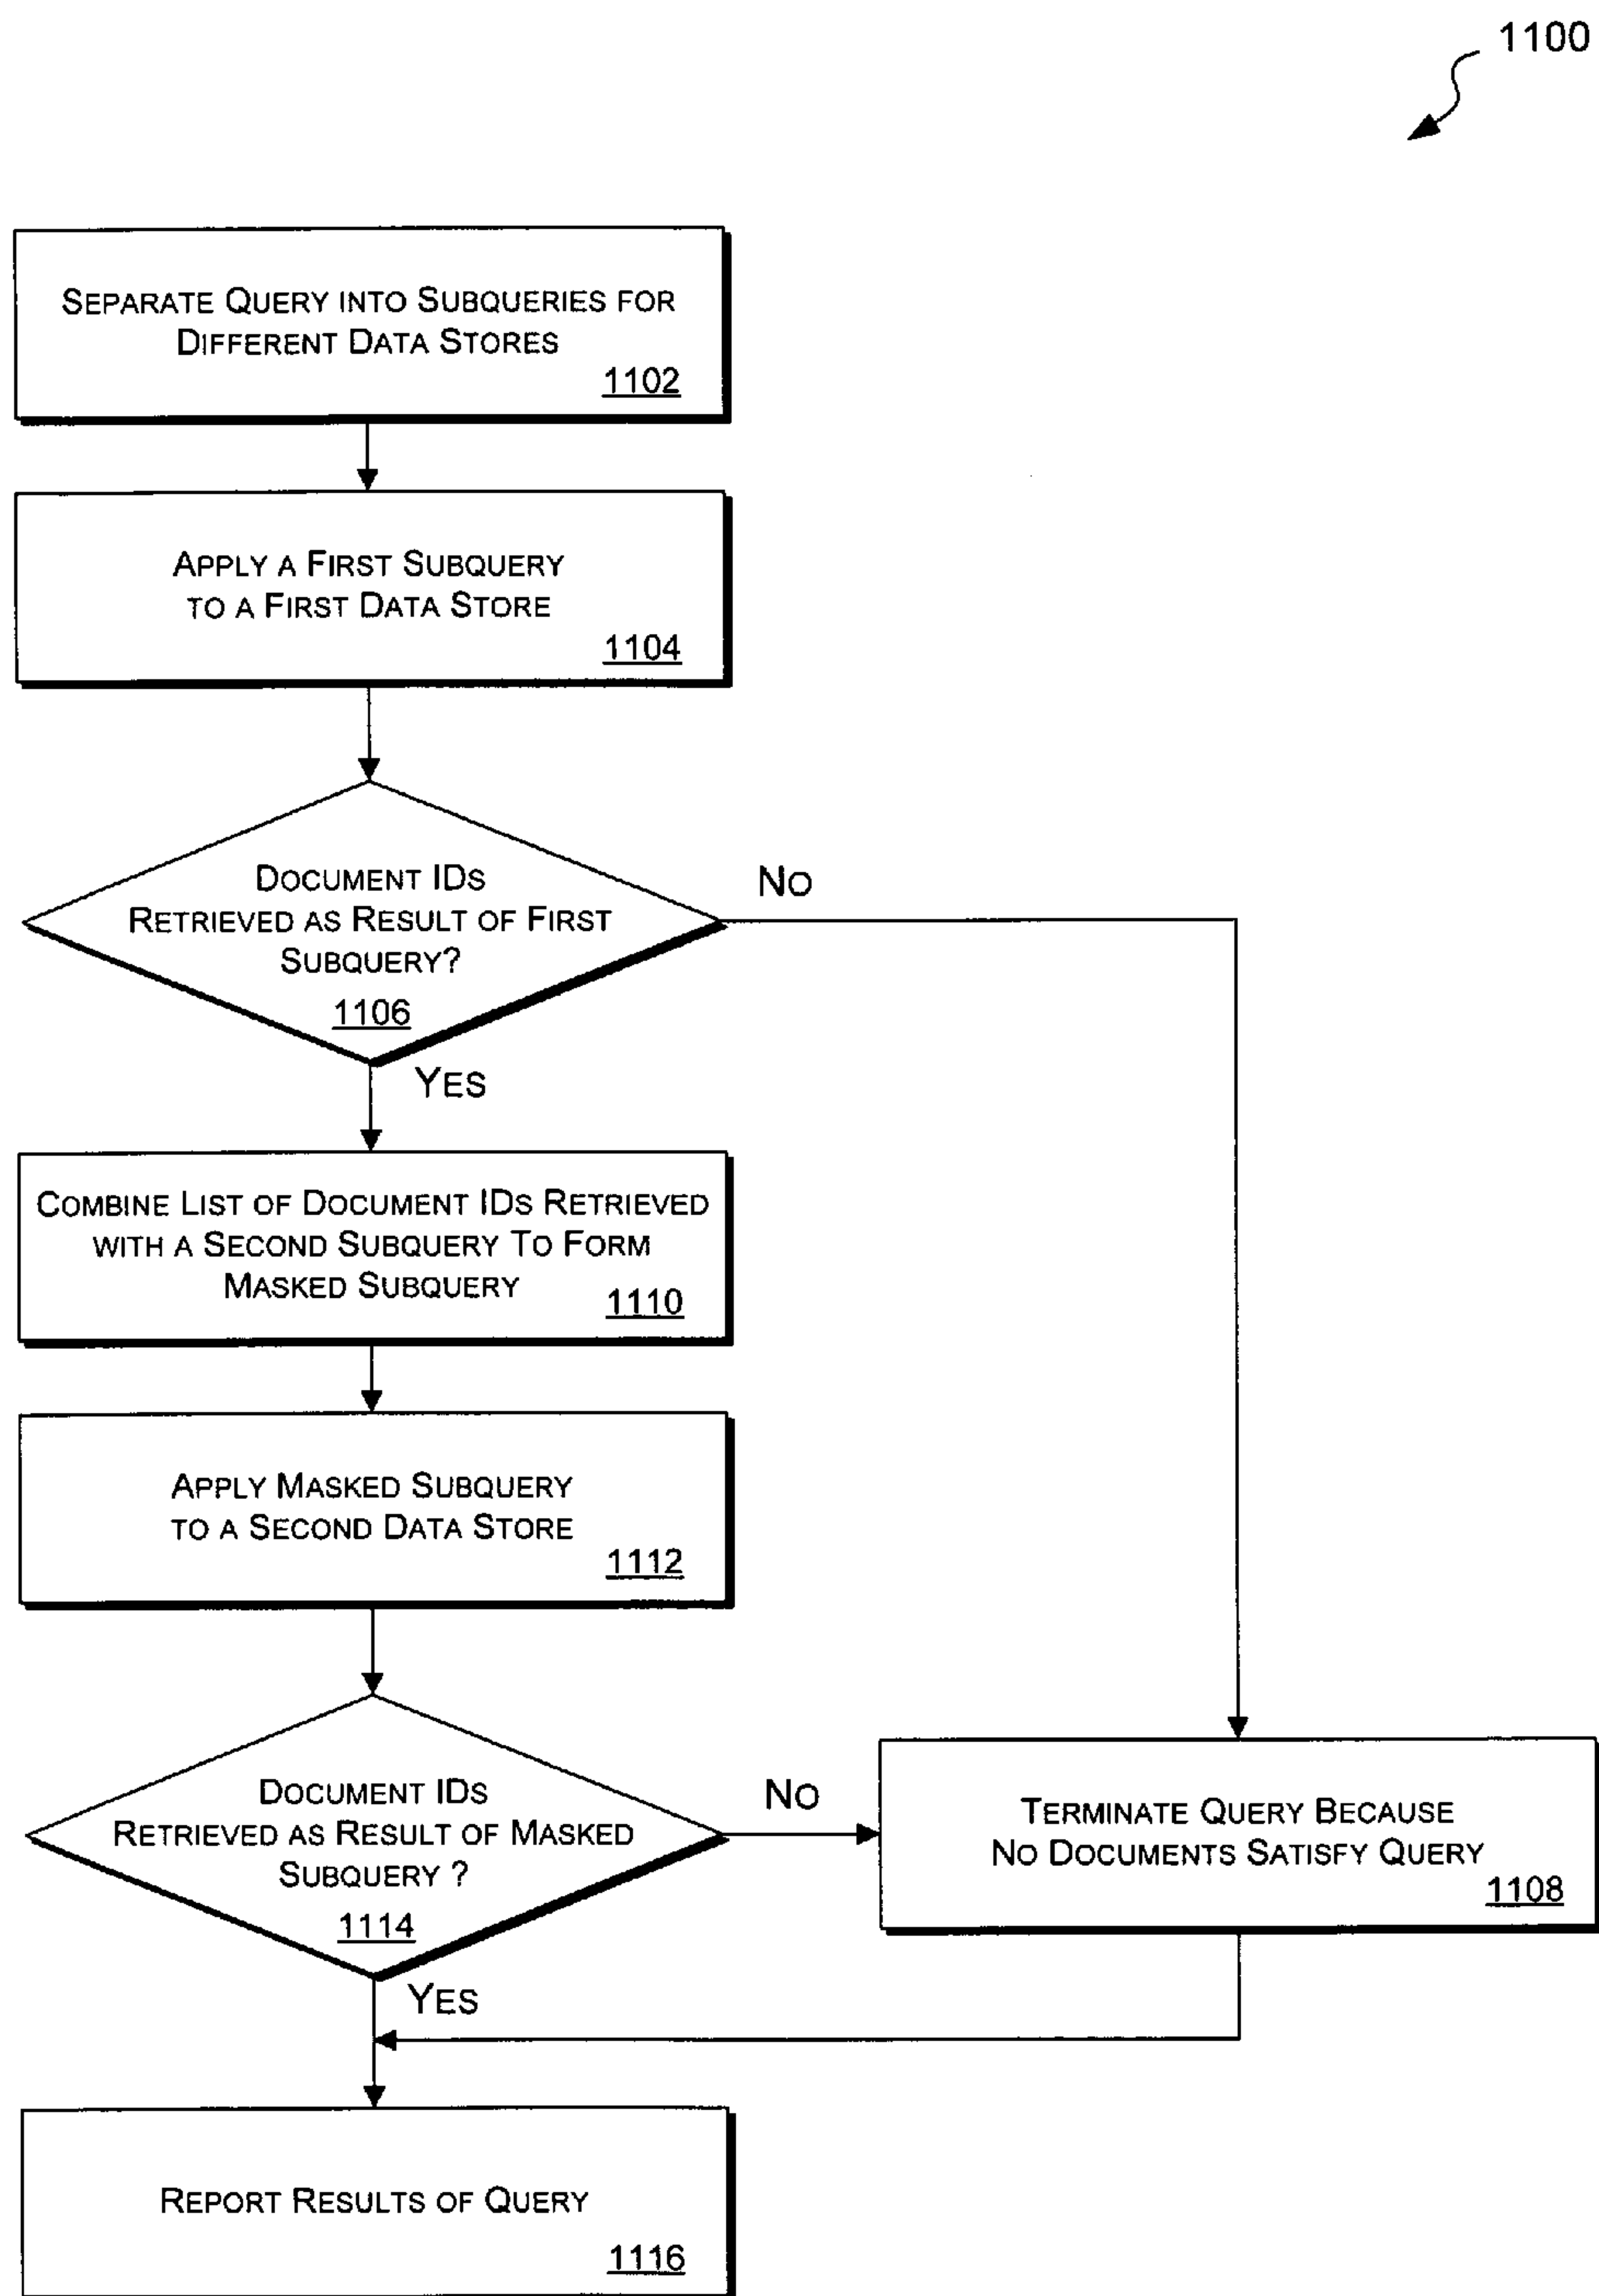 1100
SEPARATE QUERY INTO SUBQUERIES FOR
DIFFERENT DATA STORES
1102
APPLY A FIRST SUBQUERY
TO A FIRST DATA STORE
1104
DOCUMENT IDS
RETRIEVED AS RESULT OF FIRST
SUBQUERY?
1106
NO
YES
COMBINE LIST OF DOCUMENT IDS RETRIEVED
WITH A SECOND SUBQUERY TO FORM
MASKED SUBQUERY
1110
APPLY MASKED SUBQUERY
TO A SECOND DATA STORE
1112
DOCUMENT IDS
RETRIEVED AS RESULT OF MASKED
SUBQUERY ?
1114
NO
YES
TERMINATE QUERY BECAUSE
NO DOCUMENTS SATISFY QUERY
1108
REPORT RESULTS OF QUERY
1116